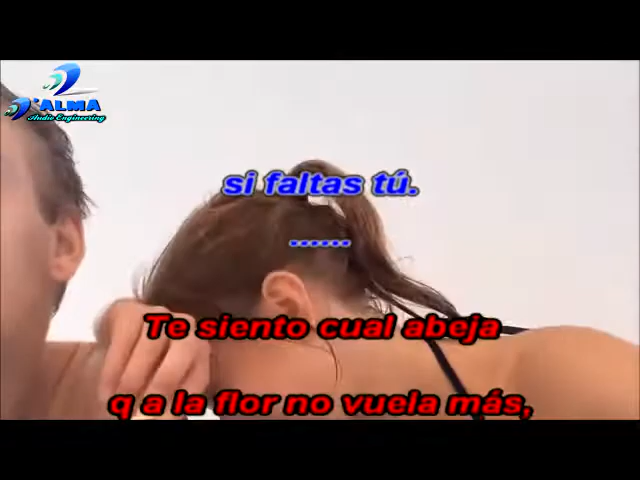 D'ALMA
Audio Engineering
si faltas tú.
......
Te siento cual abeja
q a la flor no vuela más,